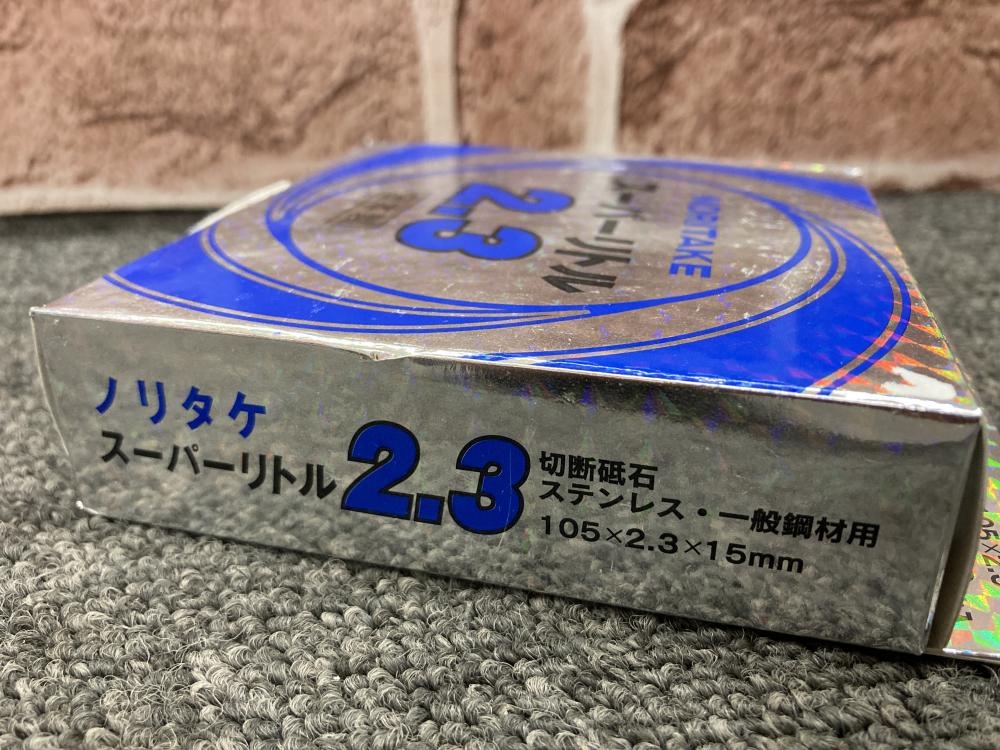 NORITAKE
スーパーリトル
2.3
ノリタケ
スーパーリトル 2.3
切断砥石
ステンレス・一般鋼材用
105×2.3×15mm